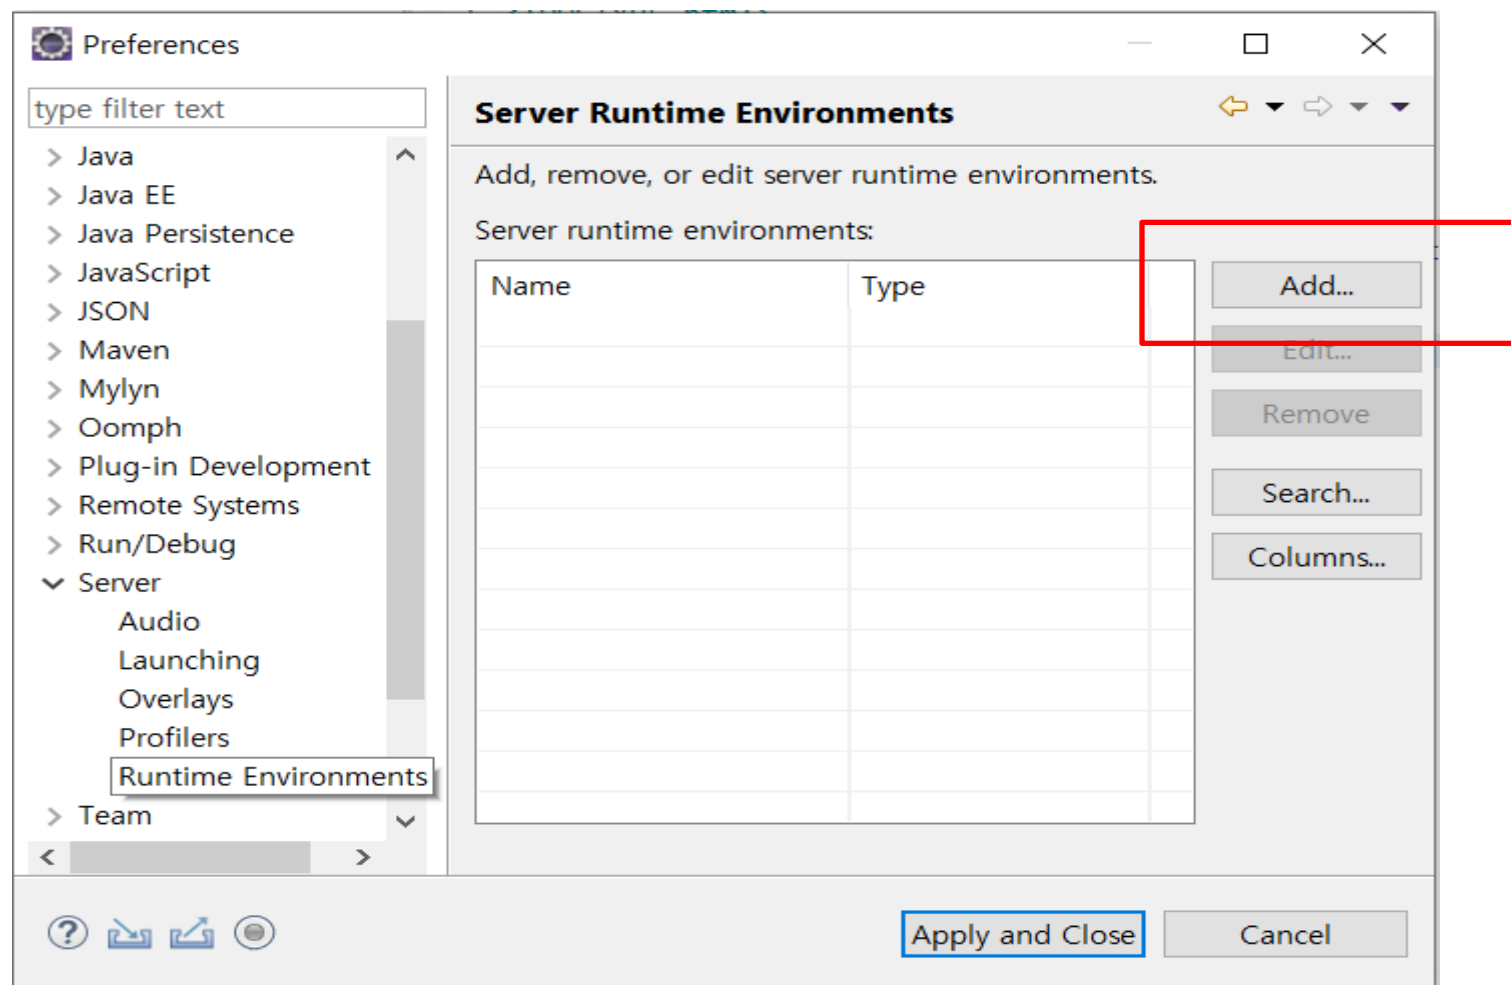 Preferences
type filter text
Java
Java EE
Java Persistence
JavaScript
JSON
Maven
Mylyn
Oomph
Plug-in Development
Remote Systems
Run/Debug
Server
Audio
Launching
Overlays
Profilers
Runtime Environments
Team
Server Runtime Environments
Add, remove, or edit server runtime environments.
Server runtime environments:
Name Type
Add...
Edit...
Remove
Search...
Columns...
Apply and Close Cancel